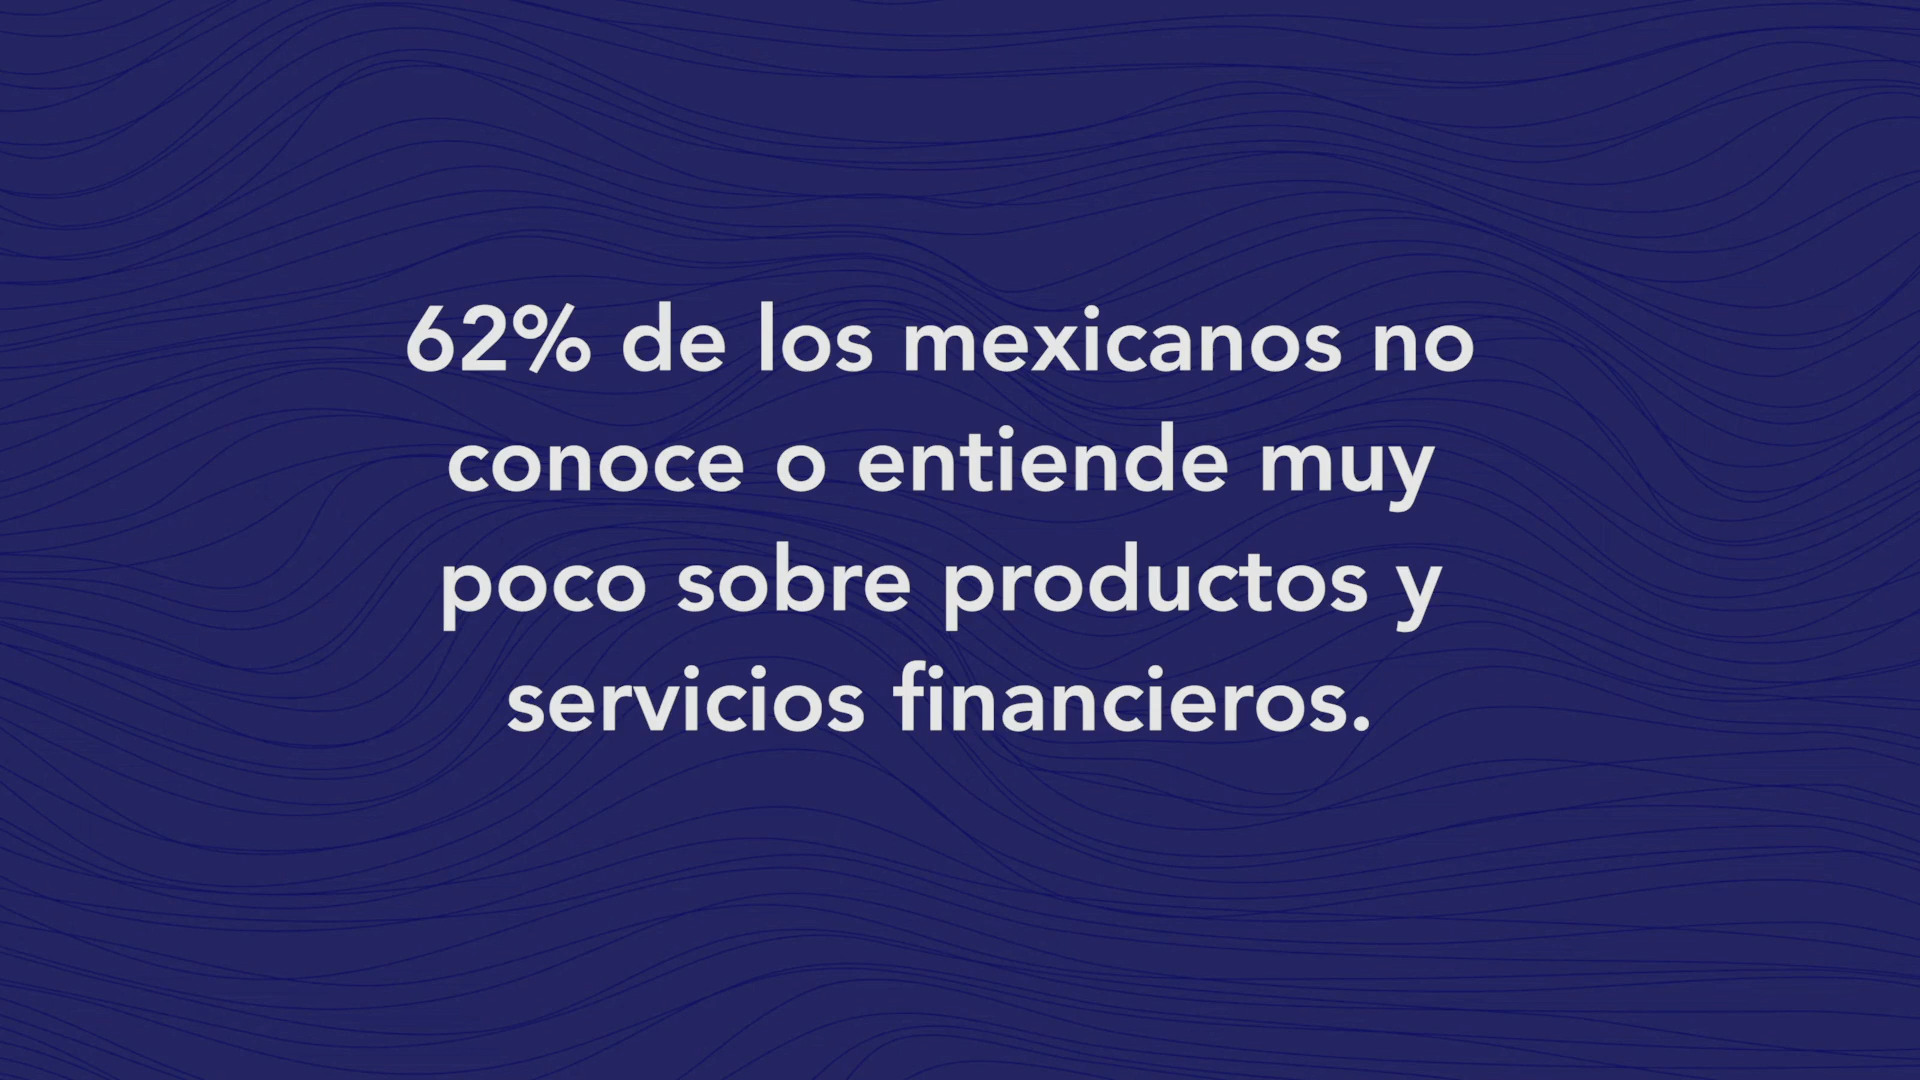 62% de los mexicanos no
conoce o entiende muy
poco sobre productos y
servicios financieros.